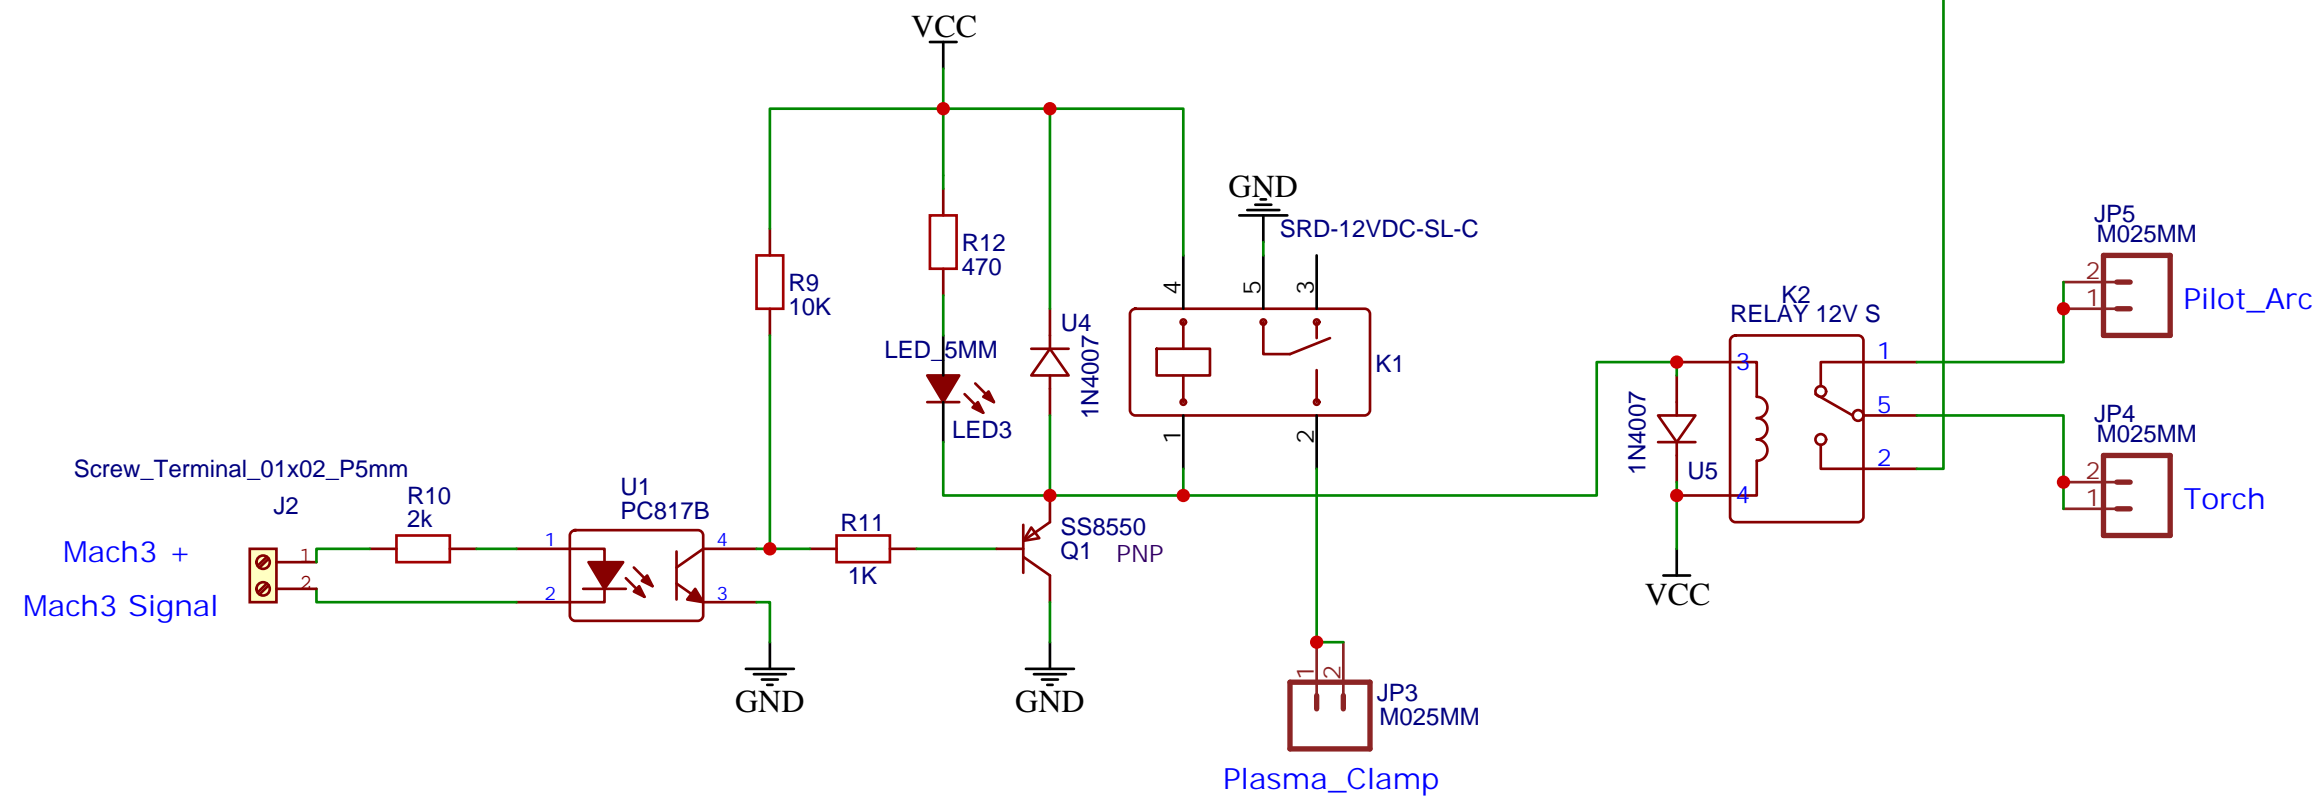 VCC
GND
SRD-12VDC-SL-C
JP5
M025MM
R12
470
R9
10K
4
5
3
K2
RELAY 12V S
2
1
Pilot_Arc
U4
1N4007
LED_5MM
K1
3
1
LED3
1
2
1N4007
5
JP4
M025MM
Screw_Terminal_01x02_P5mm
J2
R10
2k
U1
PC817B
U5
4
2
2
1
Torch
Mach3 +
1
1
4
R11
1K
SS8550
Q1
PNP
Mach3 Signal
2
2
3
VCC
GND
GND
1
2
JP3
M025MM
Plasma_Clamp